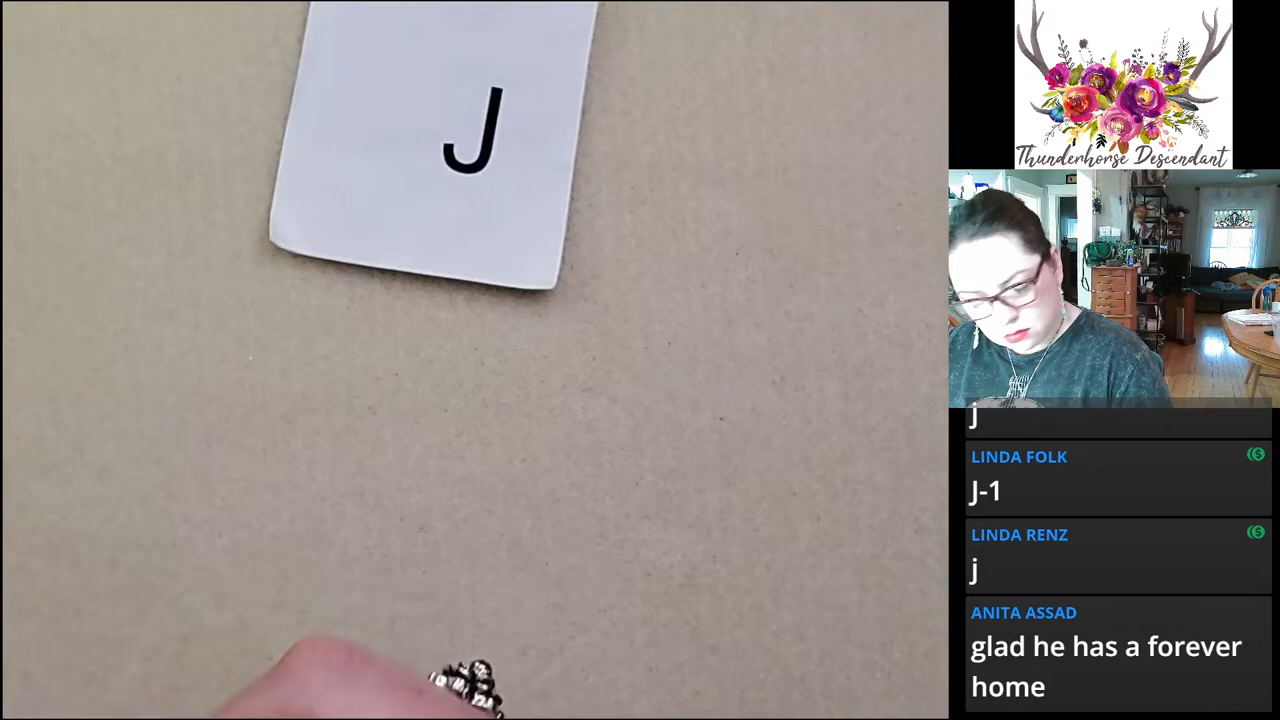 J
Thunderhorse Descendant
j
LINDA FOLK
J-1
LINDA RENZ
j
ANITA ASSAD
glad he has a forever
home